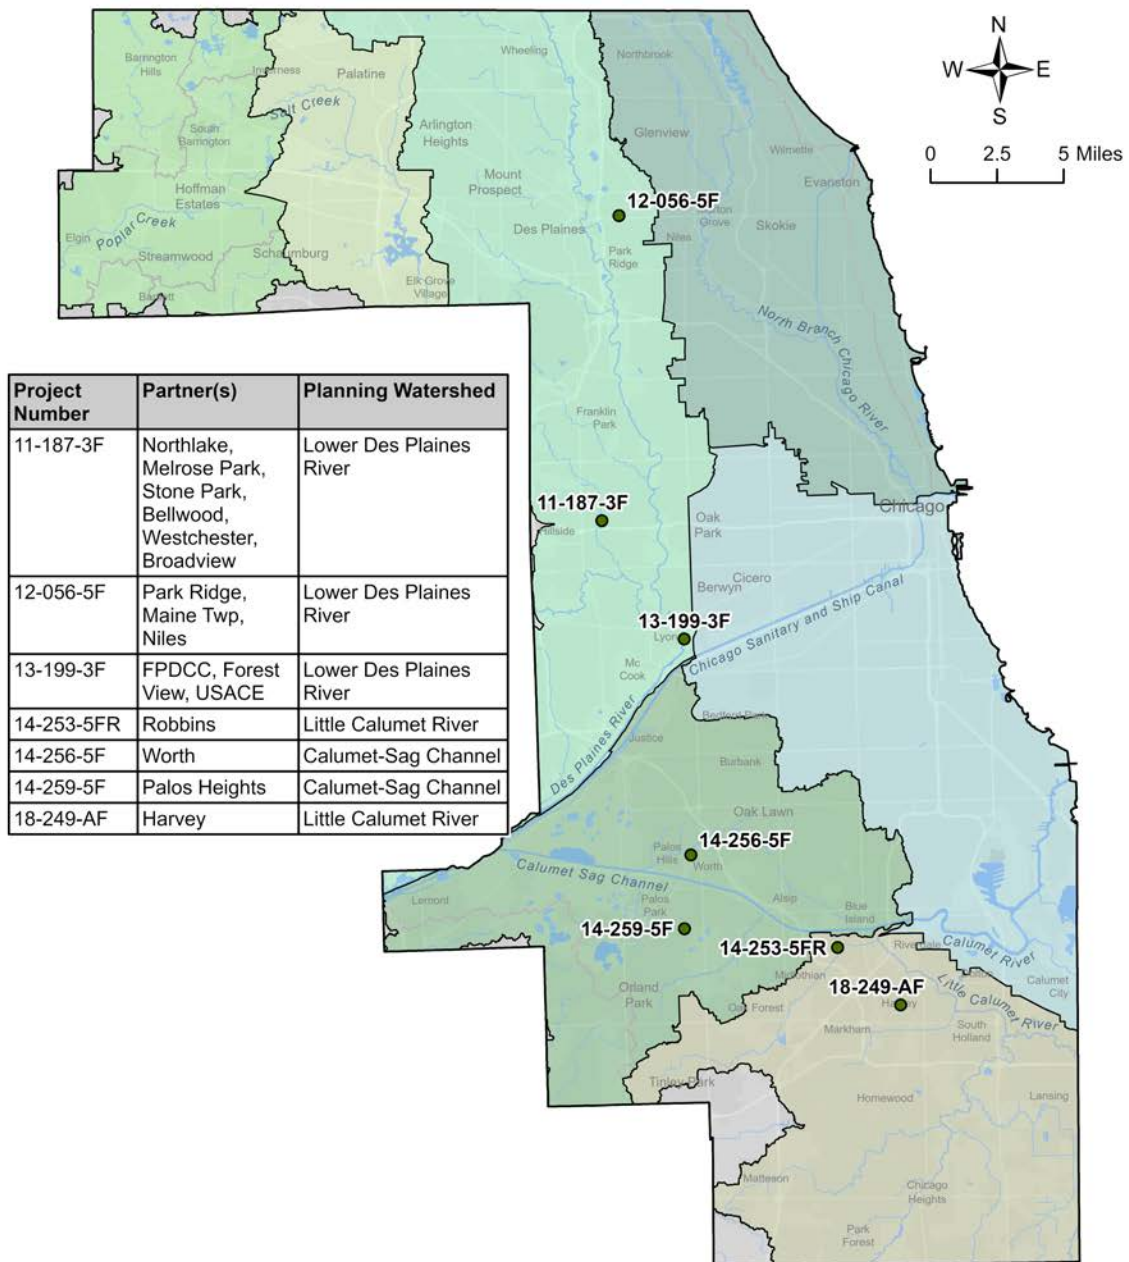 N
W E
S
0 2.5 5 Miles
Barrington
Hills
Inverness
Palatine
Wheeling
Northbrook
Salt Creek
South
Barrington
Arlington
Heights
Glenview
Wilmette
Hoffman
Estates
Mount
Prospect
Evanston
12-056-5F
Morton
Grove
Skokie
Niles
Elgin
Poplar Creek
Des Plaines
Streamwood
Schaumburg
Park
Ridge
Bartlett
Elk Grove
Village
North Branch Chicago River
Project
Number
Partner(s)
Planning Watershed
11-187-3F
Northlake,
Melrose Park,
Stone Park,
Bellwood,
Westchester,
Broadview
Lower Des Plaines
River
12-056-5F
Park Ridge,
Maine Twp,
Niles
Lower Des Plaines
River
13-199-3F
FPDCC, Forest
View, USACE
Lower Des Plaines
River
14-253-5FR
Robbins
Little Calumet River
14-256-5F
Worth
Calumet-Sag Channel
14-259-5F
Palos Heights
Calumet-Sag Channel
18-249-AF
Harvey
Little Calumet River
Franklin
Park
11-187-3F
Hillside
Oak
Park
Chicago
Berwyn
Cicero
13-199-3F
Lyons
Chicago Sanitary and Ship Canal
Mc
Cook
Des Plaines River
Justice
Bedford Park
Burbank
Oak Lawn
14-256-5F
Palos
Hills
Worth
Calumet Sag Channel
Lemont
Palos
Park
Alsip
Blue
Island
14-259-5F
14-253-5FR
Riverdale
Calumet River
Calumet
City
Midlothian
Little Calumet River
Orland
Park
18-249-AF
Oak Forest
Harvey
Markham
South
Holland
Tinley Park
Homewood
Lansing
Matteson
Chicago
Heights
Park
Forest